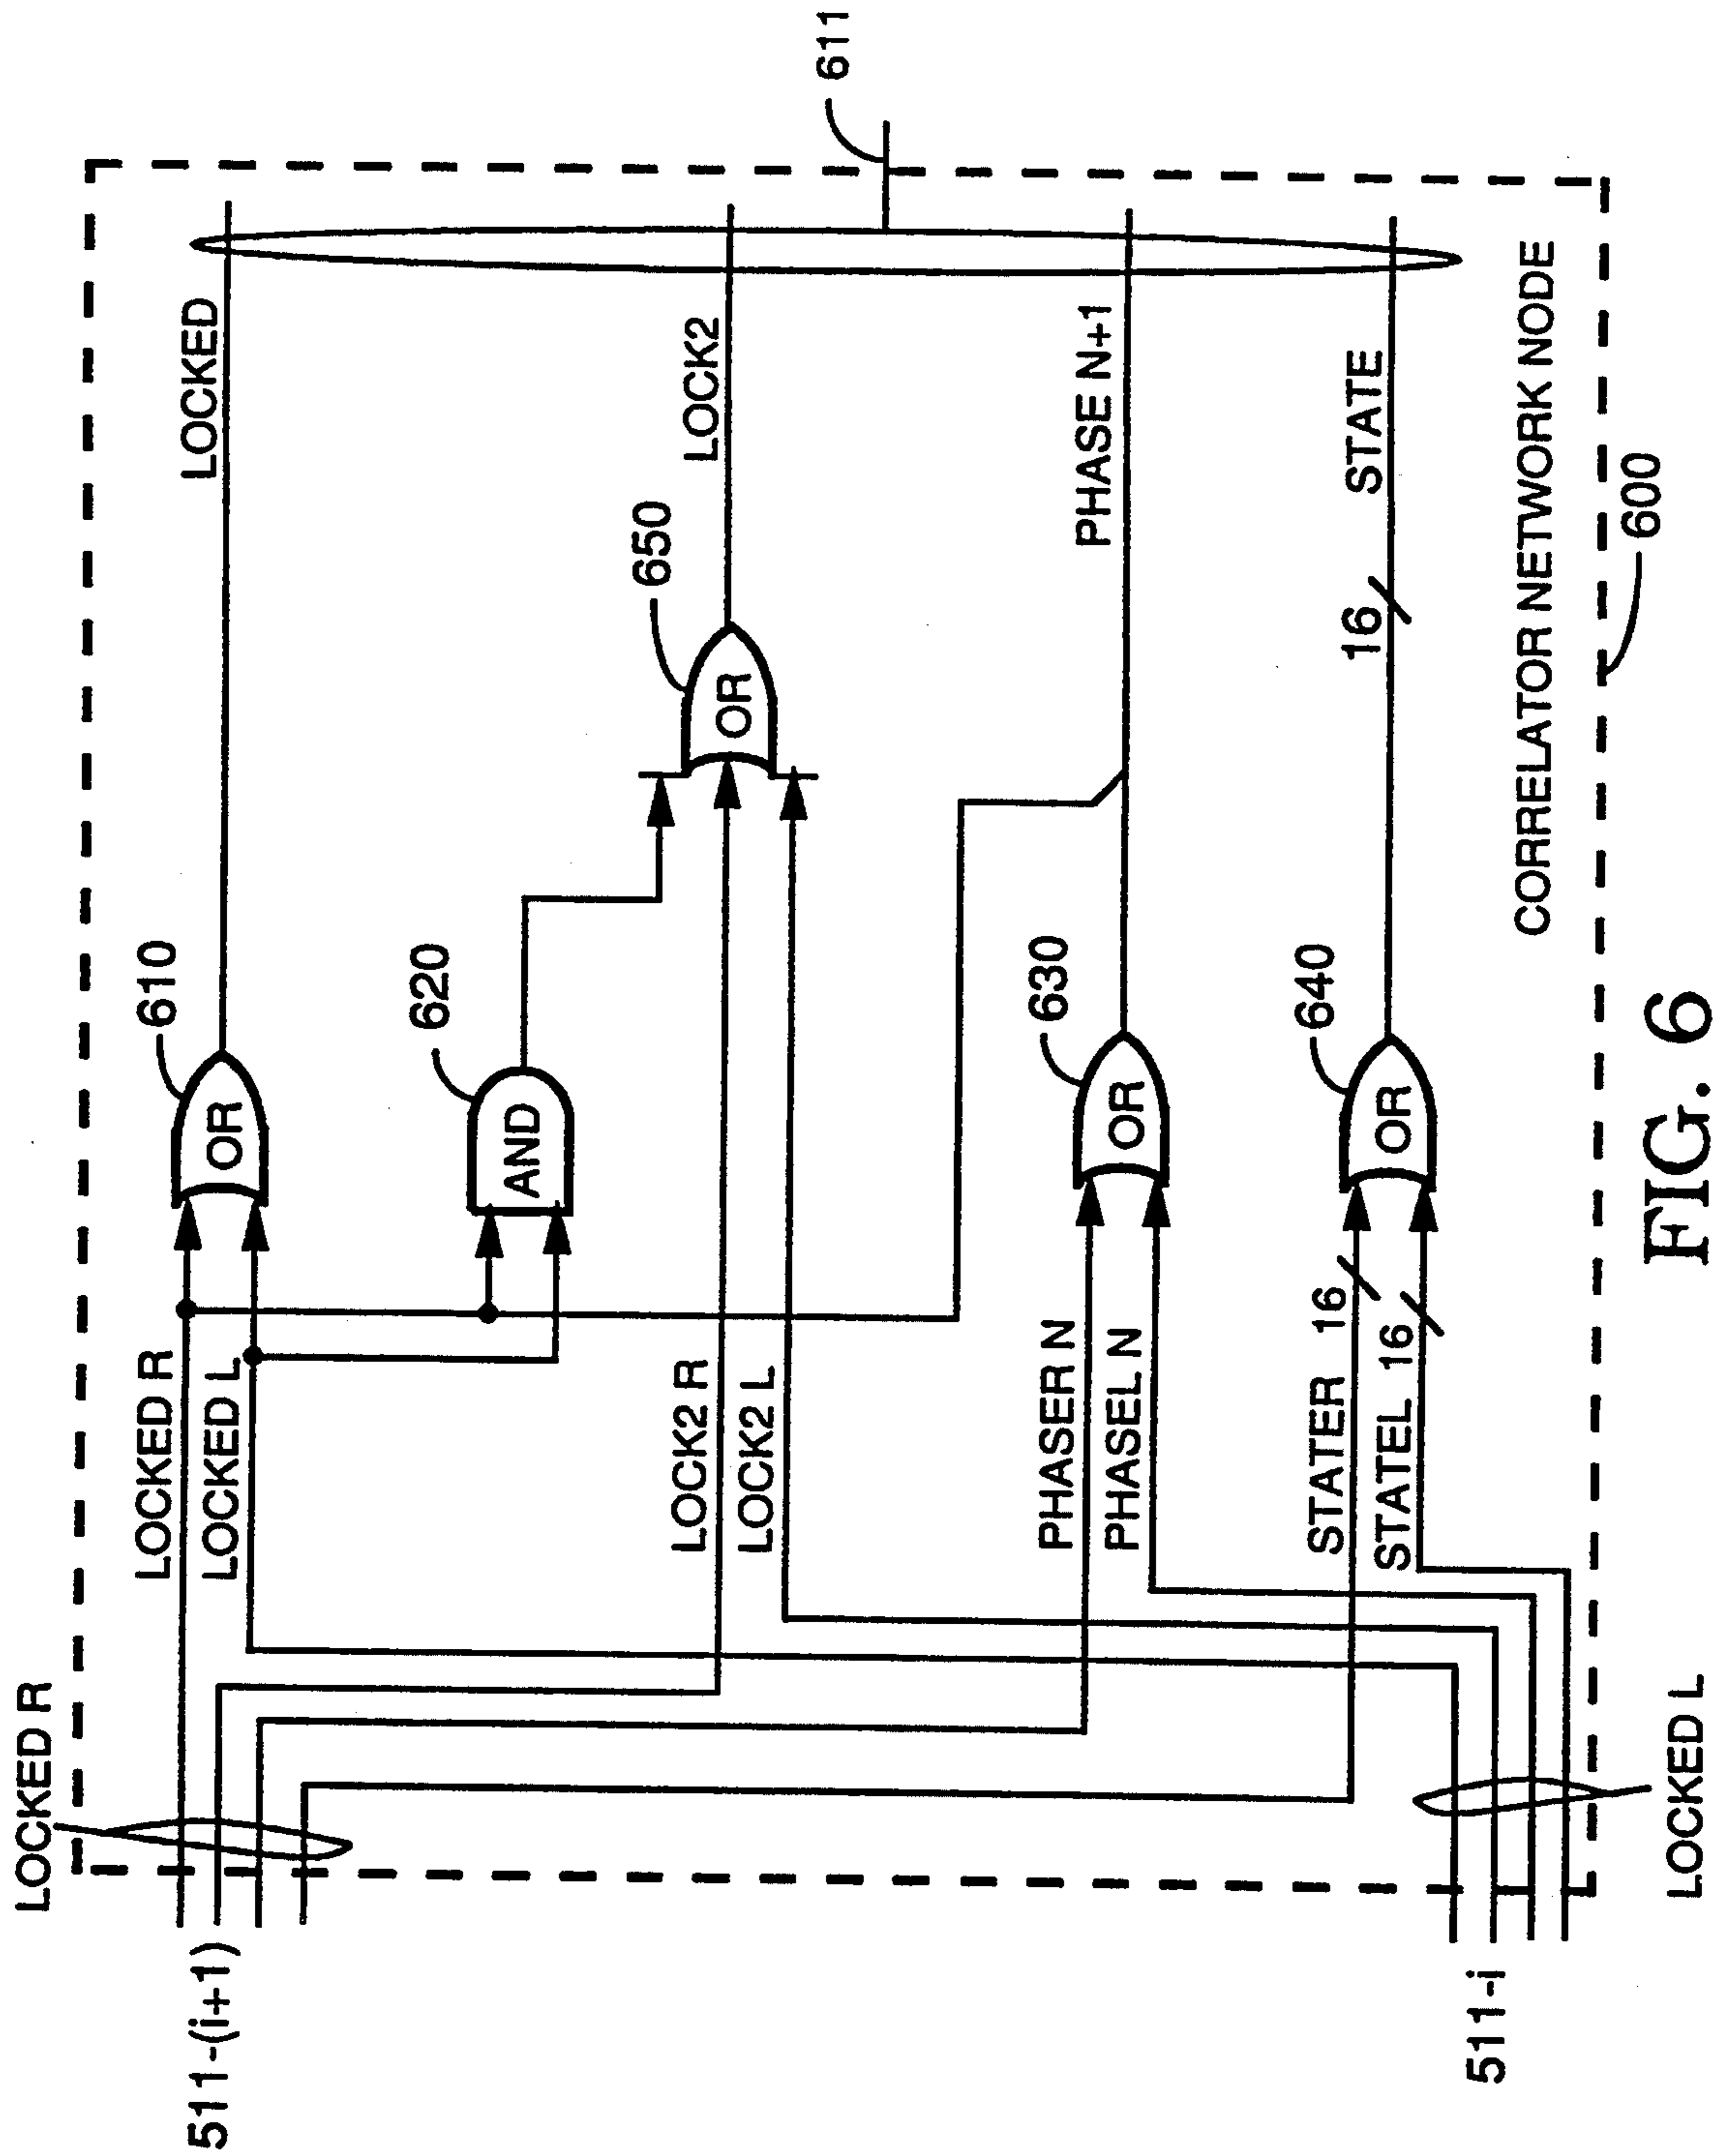 LOCKED R
511-(i+1)
LOCKED R
LOCKED L
610
OR
LOCKED
620
AND
LOCK2 R
LOCK2 L
650
OR
LOCK2
611
PHASER N
PHASEL N
630
OR
PHASE N+1
STATER 16
STATEL 16
640
OR
16
STATE
511-i
CORRELATOR NETWORK NODE
600
LOCKED L
FIG. 6